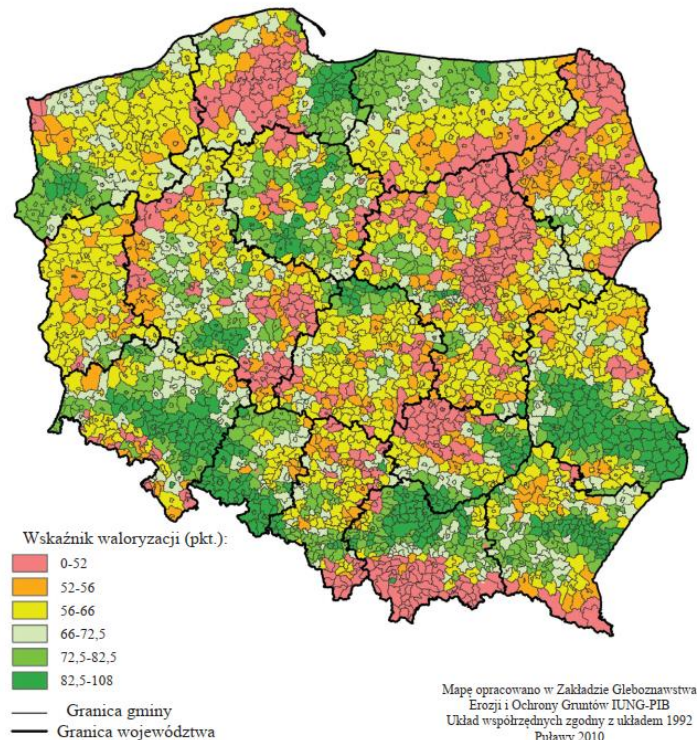 Wskaźnik waloryzacji (pkt.):
0-52
52-56
56-66
66-72,5
72,5-82,5
82,5-108
Granica gminy
Granica województwa
Mapę opracowano w Zakładzie Gleboznawstwa
Erozji i Ochrony Gruntów IUNG-PIB
Układ współrzędnych zgodny z układem 1992
Puławy 2010